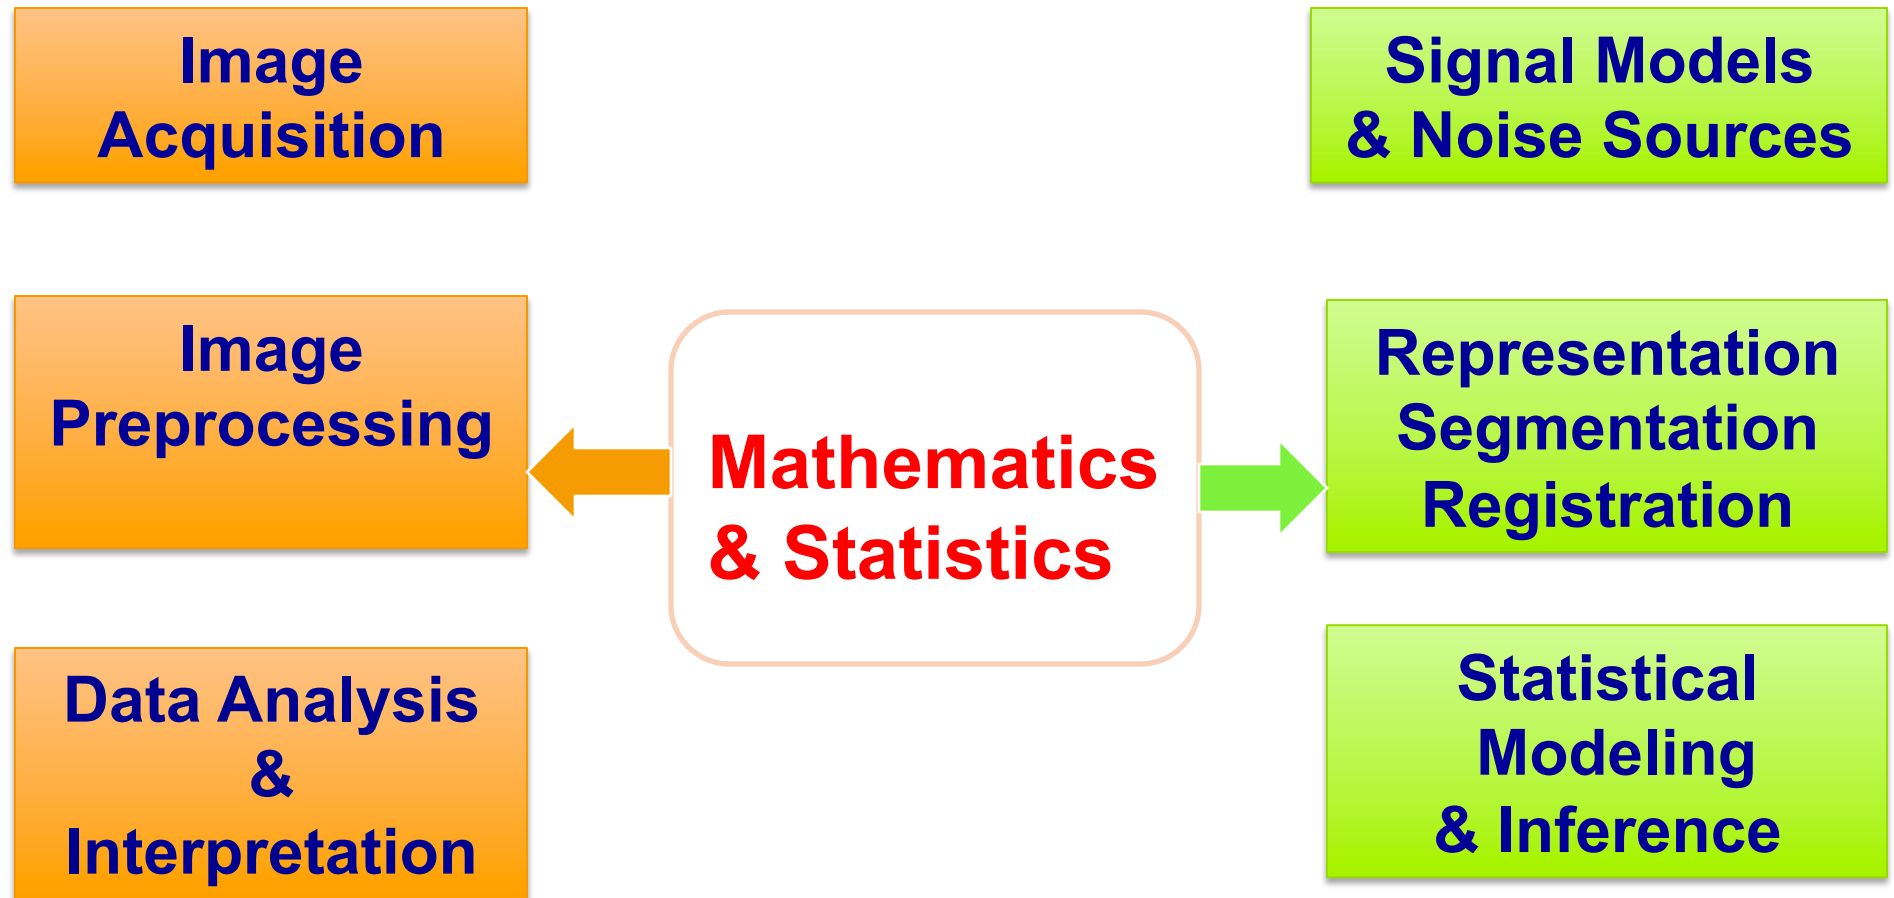 Image
Acquisition
Signal Models
& Noise Sources
Image
Preprocessing
Mathematics
& Statistics
Representation
Segmentation
Registration
Data Analysis
&
Interpretation
Statistical
Modeling
& Inference